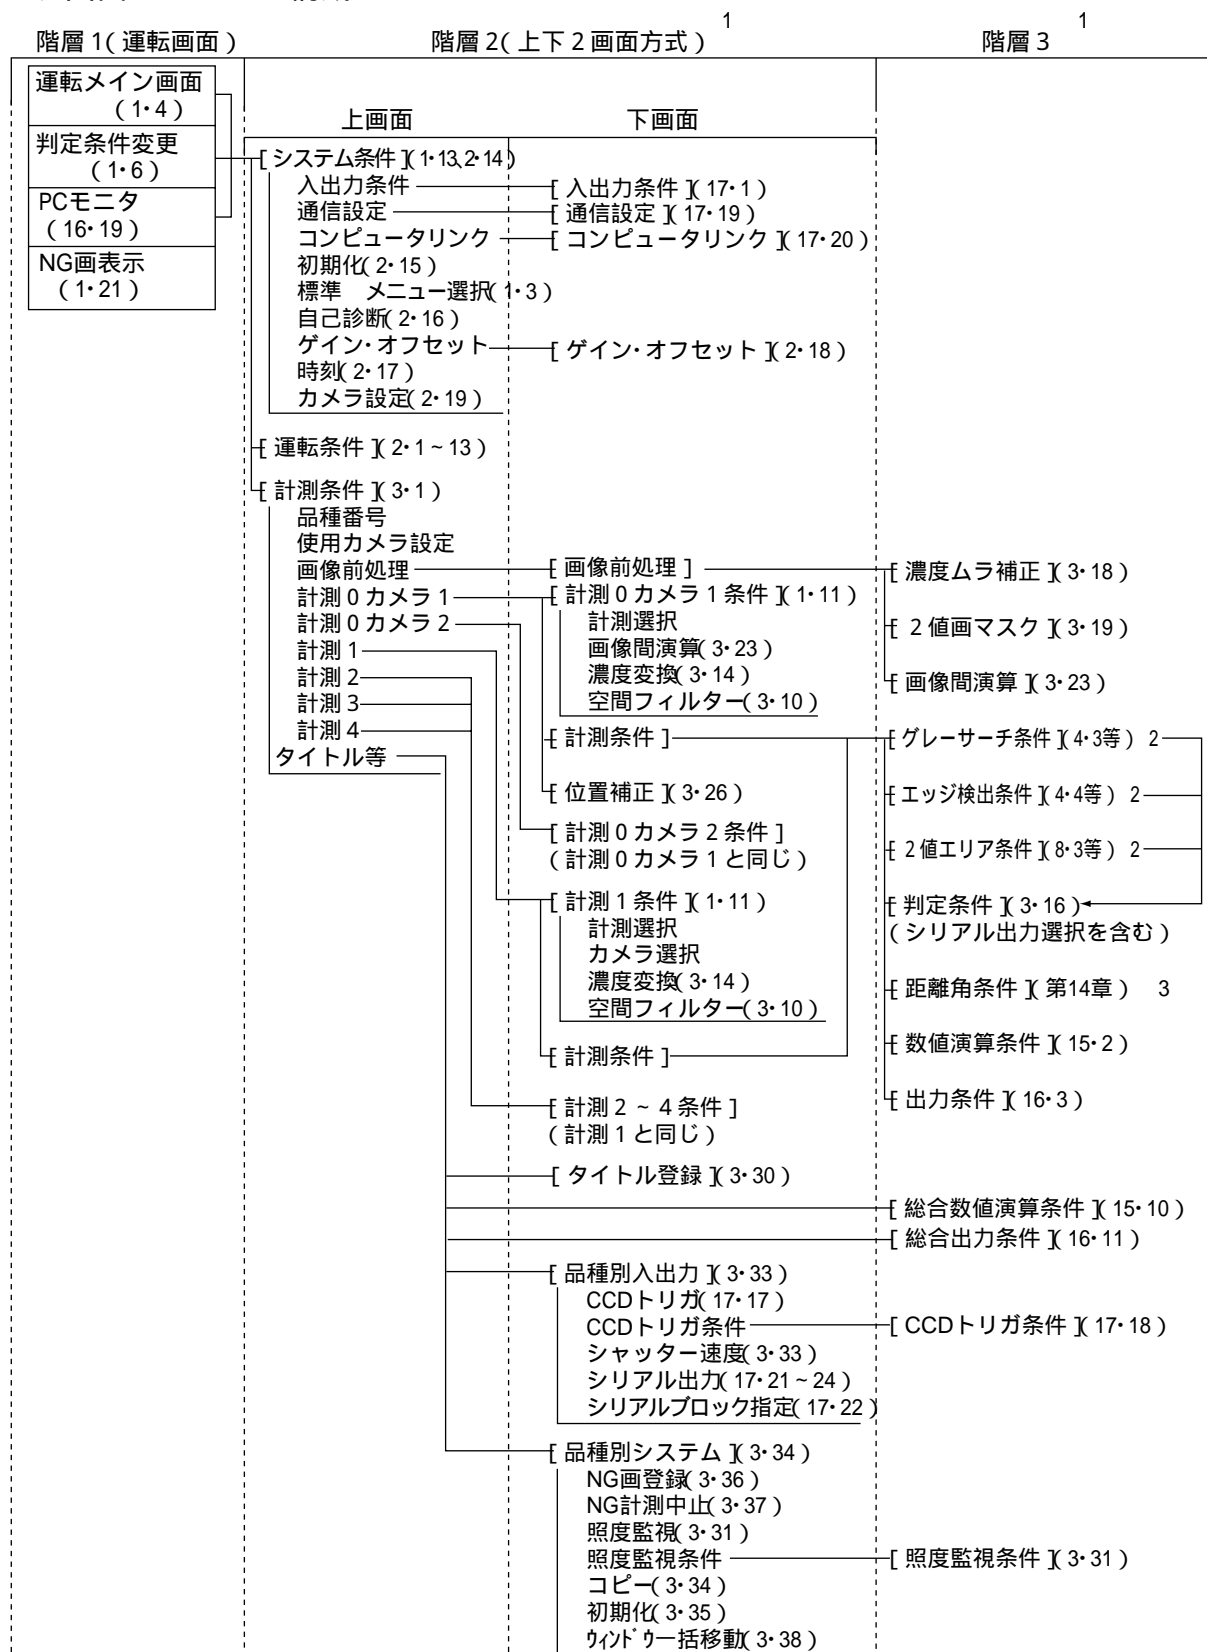 1
1
階層1(運転画面)
階層2(上下2画面方式)
階層3
運転メイン画面
(1・4)
判定条件変更
(1・6)
PCモニタ
(16・19)
NG画表示
(1・21)
上画面
下画面
[システム条件](1・13、2・14)
入出力条件
[入出力条件](17・1)
通信設定
[通信設定](17・19)
コンピュータリンク
[コンピュータリンク](17・20)
初期化(2・15)
標準 メニュー選択(1・3)
自己診断(2・16)
ゲイン・オフセット
[ゲイン・オフセット](2・18)
時刻(2・17)
カメラ設定(2・19)
[運転条件](2・1~13)
[計測条件](3・1)
品種番号
使用カメラ設定
画像前処理
計測0カメラ1
計測0カメラ2
計測1
計測2
計測3
計測4
タイトル等
[画像前処理]
[計測0カメラ1条件](1・11)
計測選択
画像間演算(3・23)
濃度変換(3・14)
空間フィルター(3・10)
[計測条件]
[位置補正](3・26)
[計測0カメラ2条件]
(計測0カメラ1と同じ)
[計測1条件](1・11)
計測選択
カメラ選択
濃度変換(3・14)
空間フィルター(3・10)
[計測条件]
[計測2~4条件]
(計測1と同じ)
[タイトル登録](3・30)
[濃度ムラ補正](3・18)
[2値画マスク](3・19)
[画像間演算](3・23)
[グレーサーチ条件](4・3等) 2
[エッジ検出条件](4・4等) 2
[2値エリア条件](8・3等) 2
[判定条件](3・16)
(シリアル出力選択を含む)
[距離角条件](第14章) 3
[数値演算条件](15・2)
[出力条件](16・3)
[総合数値演算条件](15・10)
[総合出力条件](16・11)
[品種別入出力](3・33)
CCDトリガ(17・17)
CCDトリガ条件
[CCDトリガ条件](17・18)
シャッター速度(3・33)
シリアル出力(17・21~24)
シリアルブロック指定(17・22)
[品種別システム](3・34)
NG画登録(3・36)
NG計測中止(3・37)
照度監視(3・31)
照度監視条件
[照度監視条件](3・31)
コピー(3・34)
初期化(3・35)
ウィンドウ一括移動(3・38)